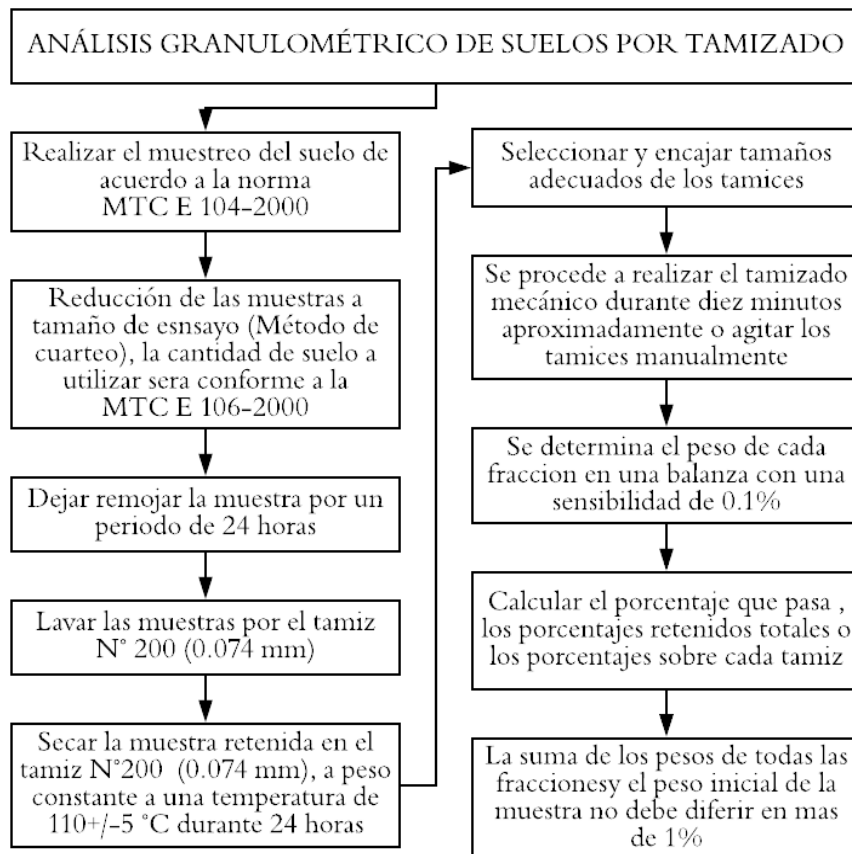 ANÁLISIS GRANULOMÉTRICO DE SUELOS POR TAMIZADO
Realizar el muestreo del suelo de
acuerdo a la norma
MTC E 104-2000
Reducción de las muestras a
tamaño de esnsayo (Método de
cuarteo), la cantidad de suelo a
utilizar sera conforme a la
MTC E 106-2000
Dejar remojar la muestra por un
periodo de 24 horas
Lavar las muestras por el tamiz
N° 200 (0.074 mm)
Secar la muestra retenida en el
tamiz N°200 (0.074 mm), a peso
constante a una temperatura de
110+/-5 °C durante 24 horas
Seleccionar y encajar tamaños
adecuados de los tamices
Se procede a realizar el tamizado
mecánico durante diez minutos
aproximadamente o agitar los
tamices manualmente
Se determina el peso de cada
fraccion en una balanza con una
sensibilidad de 0.1%
Calcular el porcentaje que pasa ,
los porcentajes retenidos totales o
los porcentajes sobre cada tamiz
La suma de los pesos de todas las
fraccionesy el peso inicial de la
muestra no debe diferir en mas
de 1%